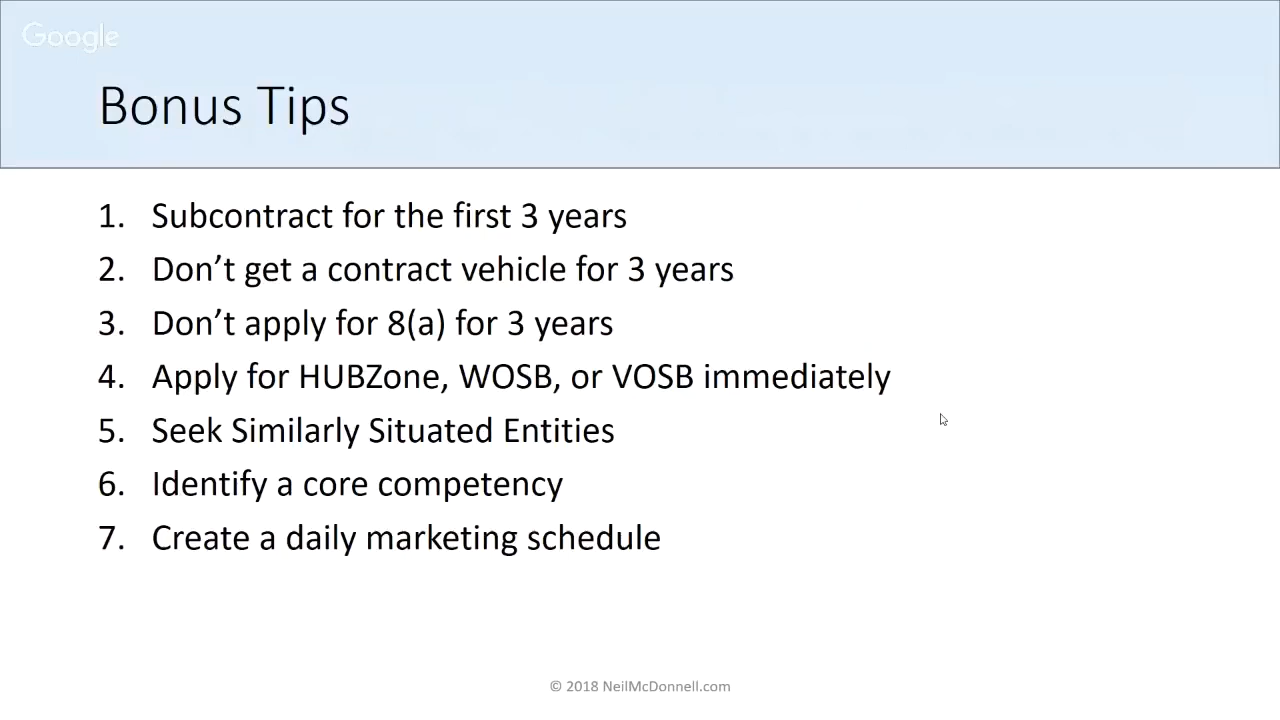 Google
Bonus Tips
1. Subcontract for the first 3 years
2. Don’t get a contract vehicle for 3 years
3. Don’t apply for 8(a) for 3 years
4. Apply for HUBZone, WOSB, or VOSB immediately
5. Seek Similarly Situated Entities
6. Identify a core competency
7. Create a daily marketing schedule
© 2018 NeilMcDonnell.com